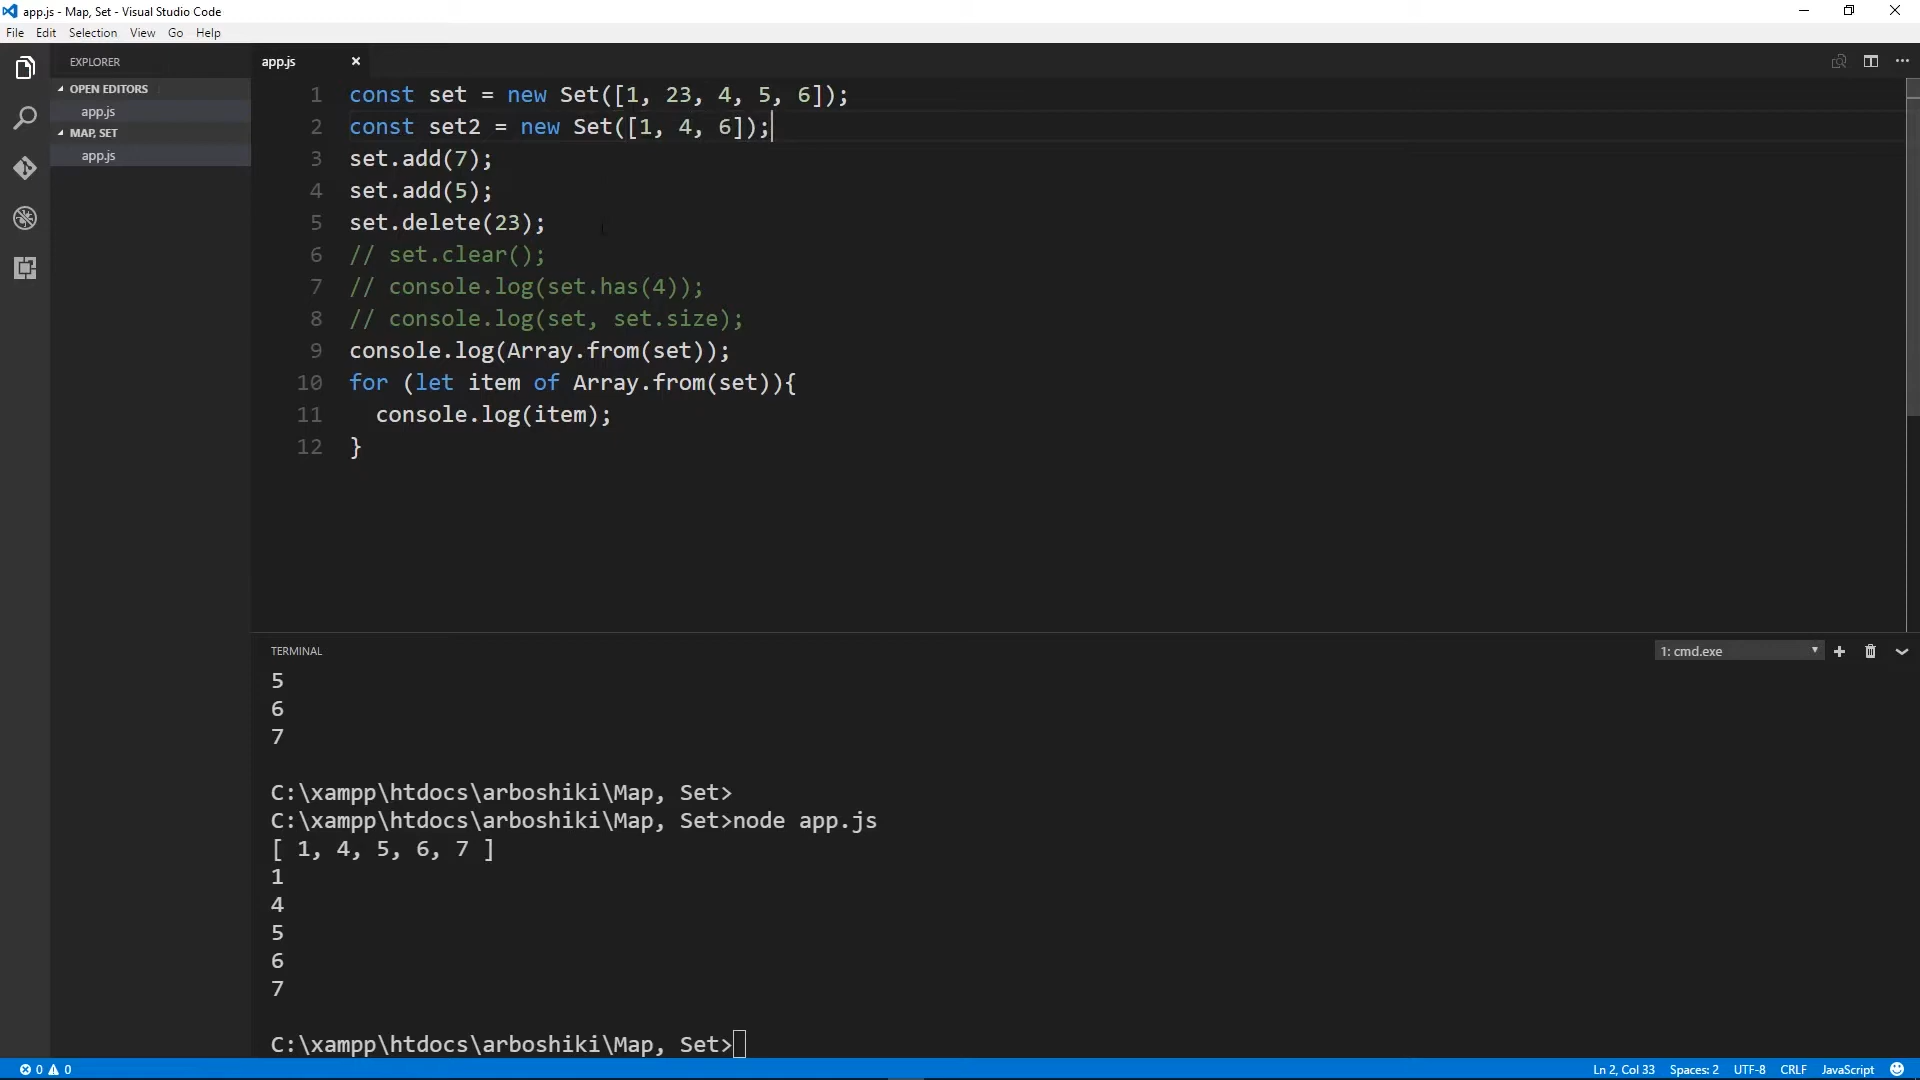 app.js - Map, Set - Visual Studio Code
File Edit Selection View Go Help
EXPLORER
OPEN EDITORS
app.js
MAP, SET
app.js
app.js
1 const set = new Set([1, 23, 4, 5, 6]);
2 const set2 = new Set([1, 4, 6]);
3 set.add(7);
4 set.add(5);
5 set.delete(23);
6 // set.clear();
7 // console.log(set.has(4));
8 // console.log(set, set.size);
9 console.log(Array.from(set));
10 for (let item of Array.from(set)){
11 console.log(item);
12 }
TERMINAL
1: cmd.exe
5
6
7
C:\xampp\htdocs\arboshiki\Map, Set>
C:\xampp\htdocs\arboshiki\Map, Set>node app.js
[ 1, 4, 5, 6, 7 ]
1
4
5
6
7
C:\xampp\htdocs\arboshiki\Map, Set>
0 0
Ln 2, Col 33 Spaces: 2 UTF-8 CRLF JavaScript